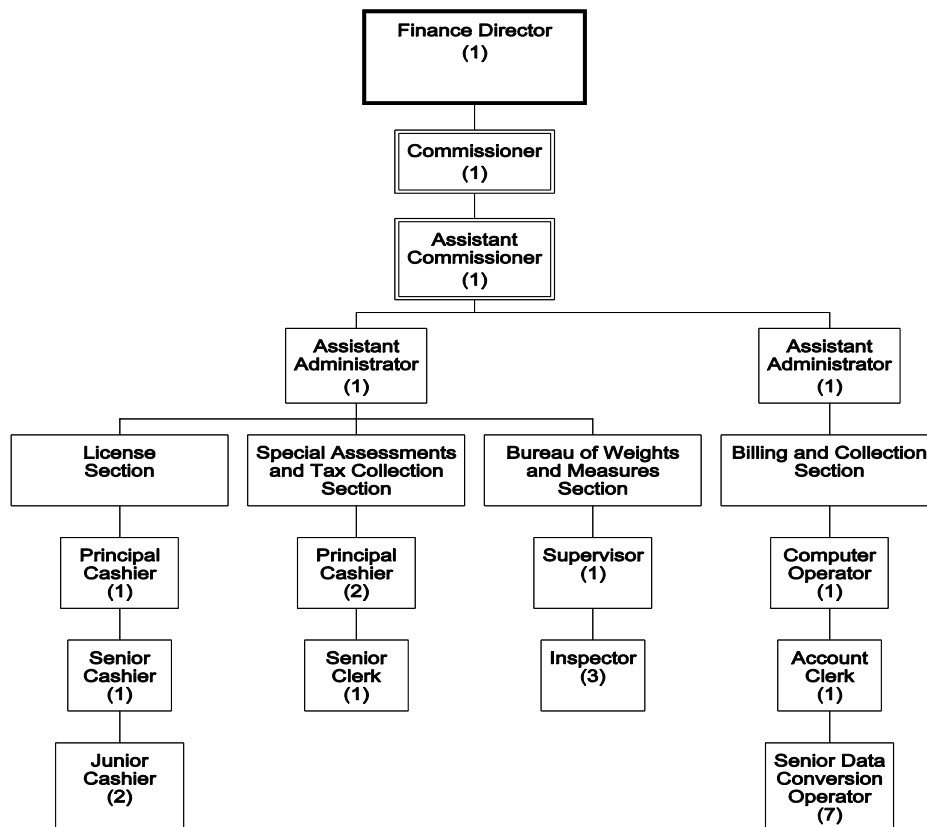 Finance Director
(1)
Commissioner
(1)
Assistant
Commissioner
(1)
Assistant
Administrator
(1)
Assistant
Administrator
(1)
License
Section
Special Assessments
and Tax Collection
Section
Bureau of Weights
and Measures
Section
Billing and Collection
Section
Principal
Cashier
(1)
Principal
Cashier
(2)
Supervisor
(1)
Computer
Operator
(1)
Senior
Cashier
(1)
Senior
Clerk
(1)
Inspector
(3)
Account
Clerk
(1)
Junior
Cashier
(2)
Senior Data
Conversion
Operator
(7)